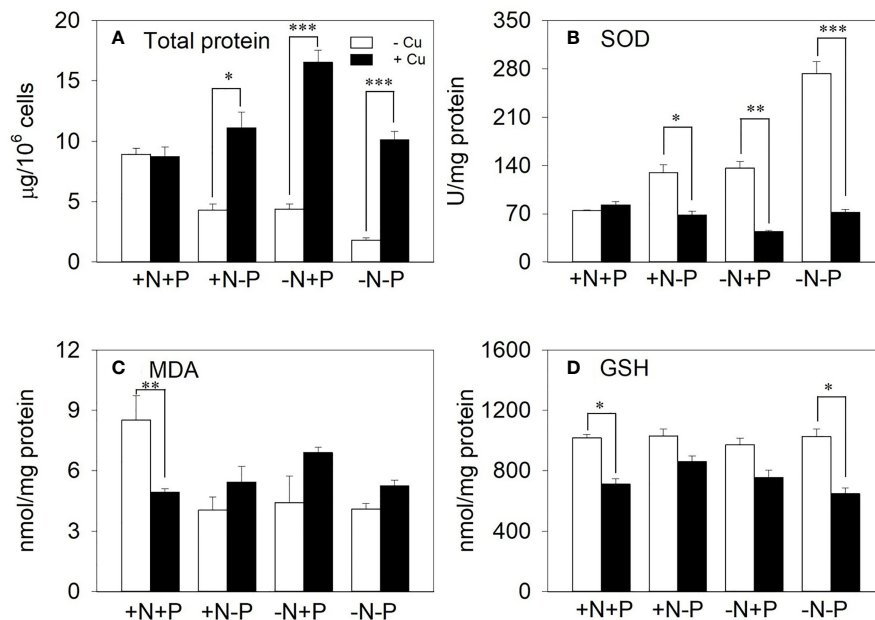 20
15
10
5
0
µg/10⁶ cells
A Total protein
- Cu
+ Cu
*
***
***
+N+P +N-P -N+P -N-P
350
280
210
140
70
0
U/mg protein
B SOD
*
**
***
+N+P +N-P -N+P -N-P
12
9
6
3
0
nmol/mg protein
C MDA
**
+N+P +N-P -N+P -N-P
1600
1200
800
400
0
nmol/mg protein
D GSH
*
*
+N+P +N-P -N+P -N-P